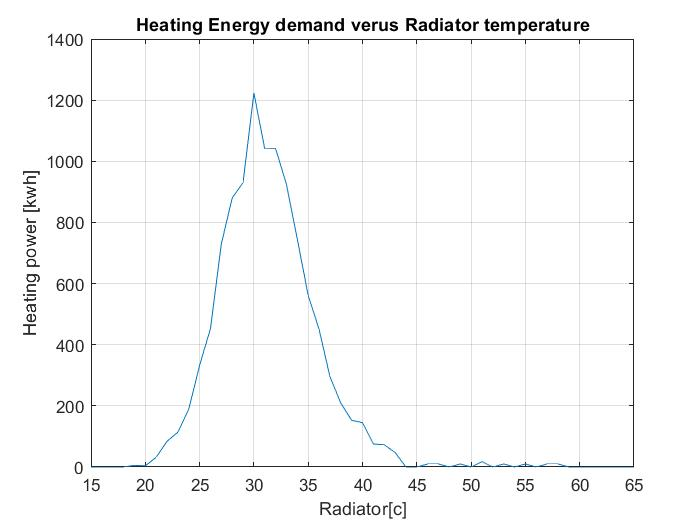 Heating Energy demand verus Radiator temperature
1400
1200
1000
800
600
400
200
0
Heating power [kwh]
15 20 25 30 35 40 45 50 55 60 65
Radiator[c]